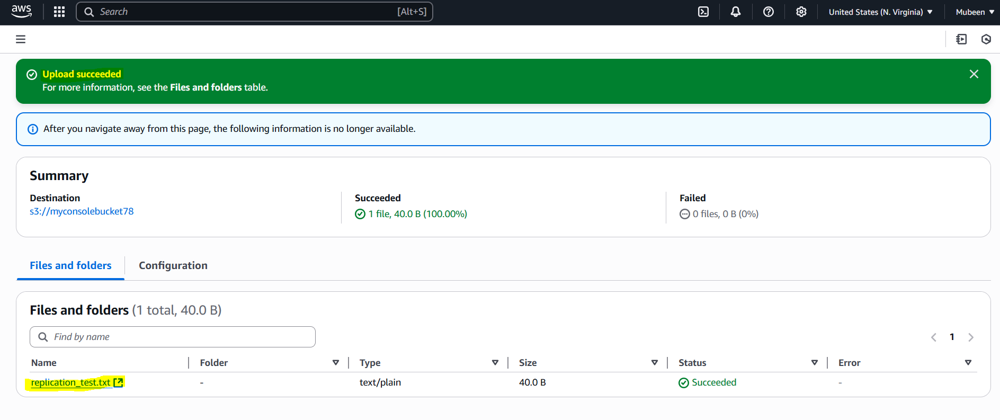 aws Search [Alt+S] United States (N. Virginia) Mubeen
Upload succeeded
For more information, see the Files and folders table.
After you navigate away from this page, the following information is no longer available.
Summary
Destination Succeeded Failed
s3://myconsolebucket78 1 file, 40.0 B (100.00%) 0 files, 0 B (0%)
Files and folders Configuration
Files and folders (1 total, 40.0 B)
Find by name 1
Name Folder Type Size Status Error
replication_test.txt - text/plain 40.0 B Succeeded -